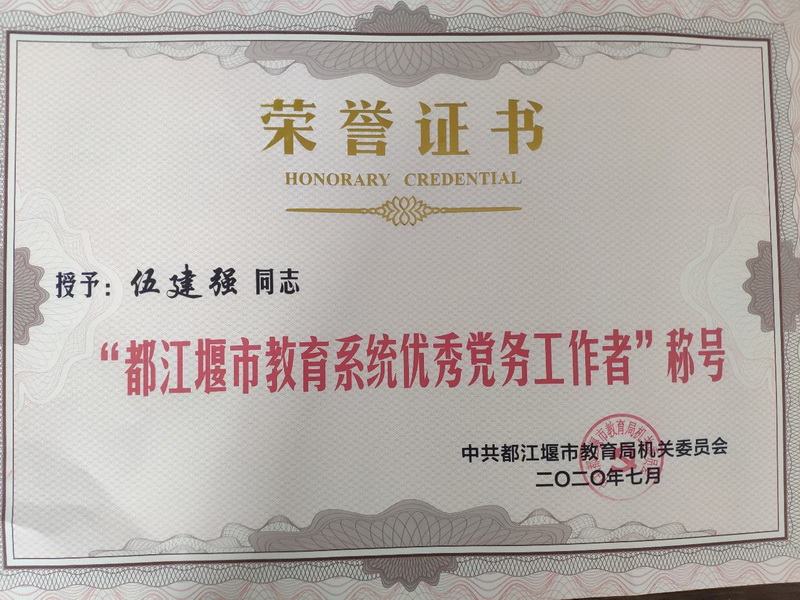 荣誉证书
HONORARY CREDENTIAL
授予：伍建强 同志
“都江堰市教育系统优秀党务工作者”称号
中共都江堰市教育局机关委员会
二〇二〇年七月